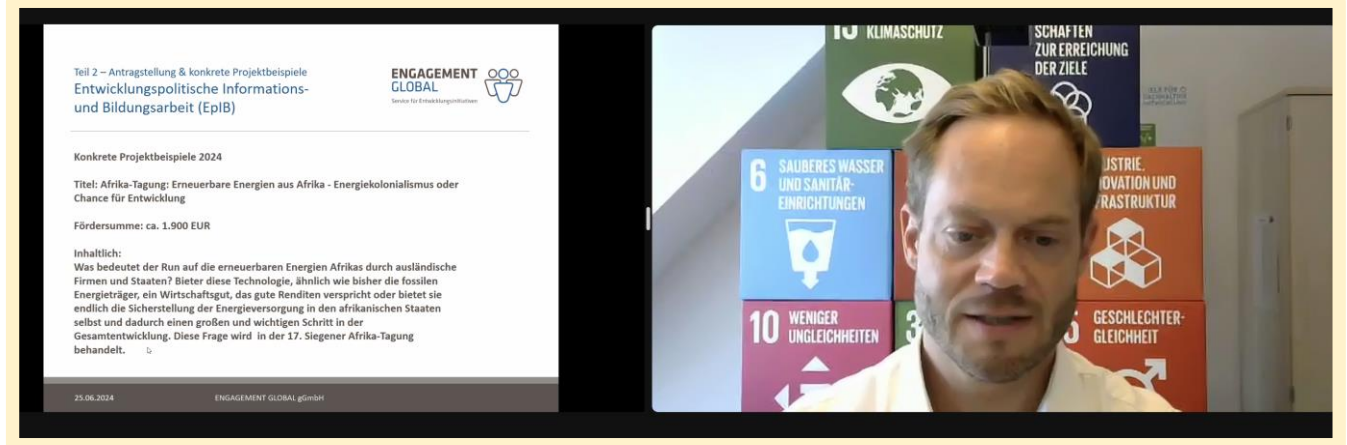 Teil 2 – Antragstellung & konkrete Projektbeispiele
Entwicklungspolitische Informations-
und Bildungsarbeit (EpIB)
ENGAGEMENT
GLOBAL
Service für Entwicklungsinitiativen
Konkrete Projektbeispiele 2024
Titel: Afrika-Tagung: Erneuerbare Energien aus Afrika - Energiekolonialismus oder
Chance für Entwicklung
Fördersumme: ca. 1.900 EUR
Inhaltlich:
Was bedeutet der Run auf die erneuerbaren Energien Afrikas durch ausländische
Firmen und Staaten? Bieter diese Technologie, ähnlich wie bisher die fossilen
Energieträger, ein Wirtschaftsgut, das gute Renditen verspricht oder bietet sie
endlich die Sicherstellung der Energieversorgung in den afrikanischen Staaten
selbst und dadurch einen großen und wichtigen Schritt in der
Gesamtentwicklung. Diese Frage wird in der 17. Siegener Afrika-Tagung
behandelt.
25.06.2024
ENGAGEMENT GLOBAL gGmbH
KLIMASCHUTZ
SCHAFTEN
ZUR ERREICHUNG
DER ZIELE
6 SAUBERES WASSER
UND SANITÄR-
EINRICHTUNGEN
USTRIE,
OVATION UND
RASTRUKTUR
10 WENIGER
UNGLEICHHEITEN
3
GESCHLECHTER-
GLEICHHEIT